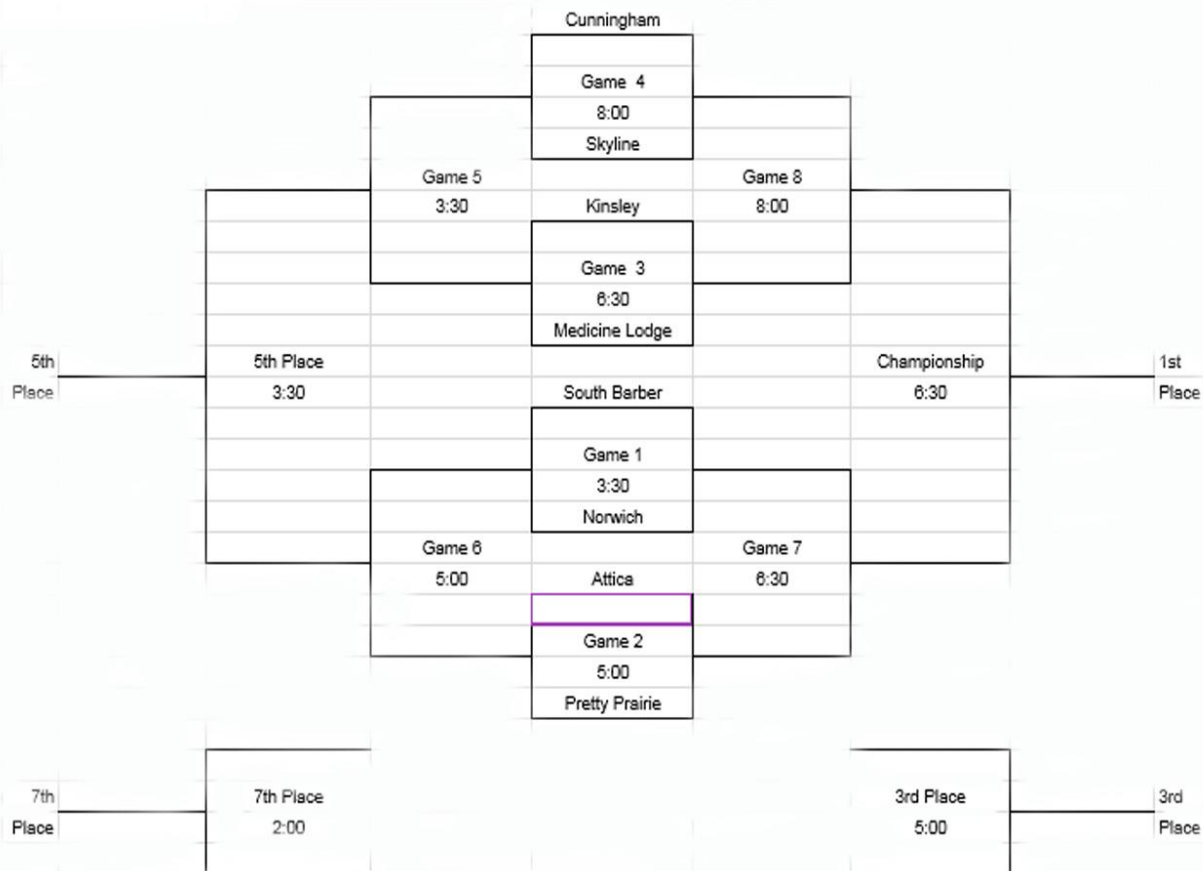 Cunningham
Game 4
8:00
Skyline
Game 5
Game 8
3:30
Kinsley
8:00
Game 3
6:30
Medicine Lodge
5th
5th Place
Championship
1st
Place
3:30
South Barber
6:30
Place
Game 1
3:30
Norwich
Game 6
Game 7
5:00
Attica
6:30
Game 2
5:00
Pretty Prairie
7th
7th Place
3rd Place
3rd
Place
2:00
5:00
Place